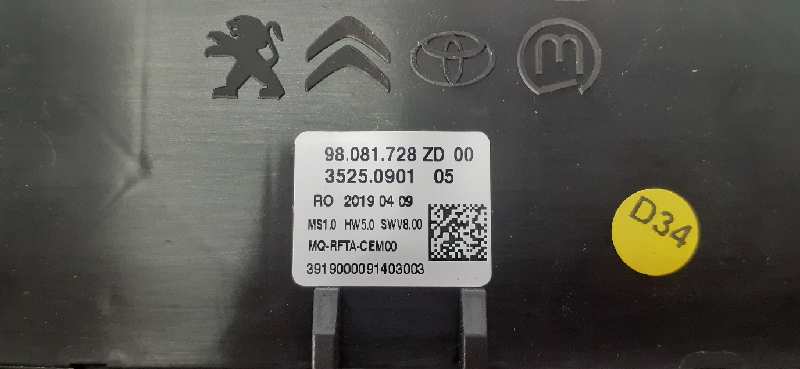 98.081.728 ZD 00
3525.0901 05
RO 2019 04 09
MS1.0 HW5.0 SWV8.00
MQ-RFTA-CEM00
3919000091403003
D34